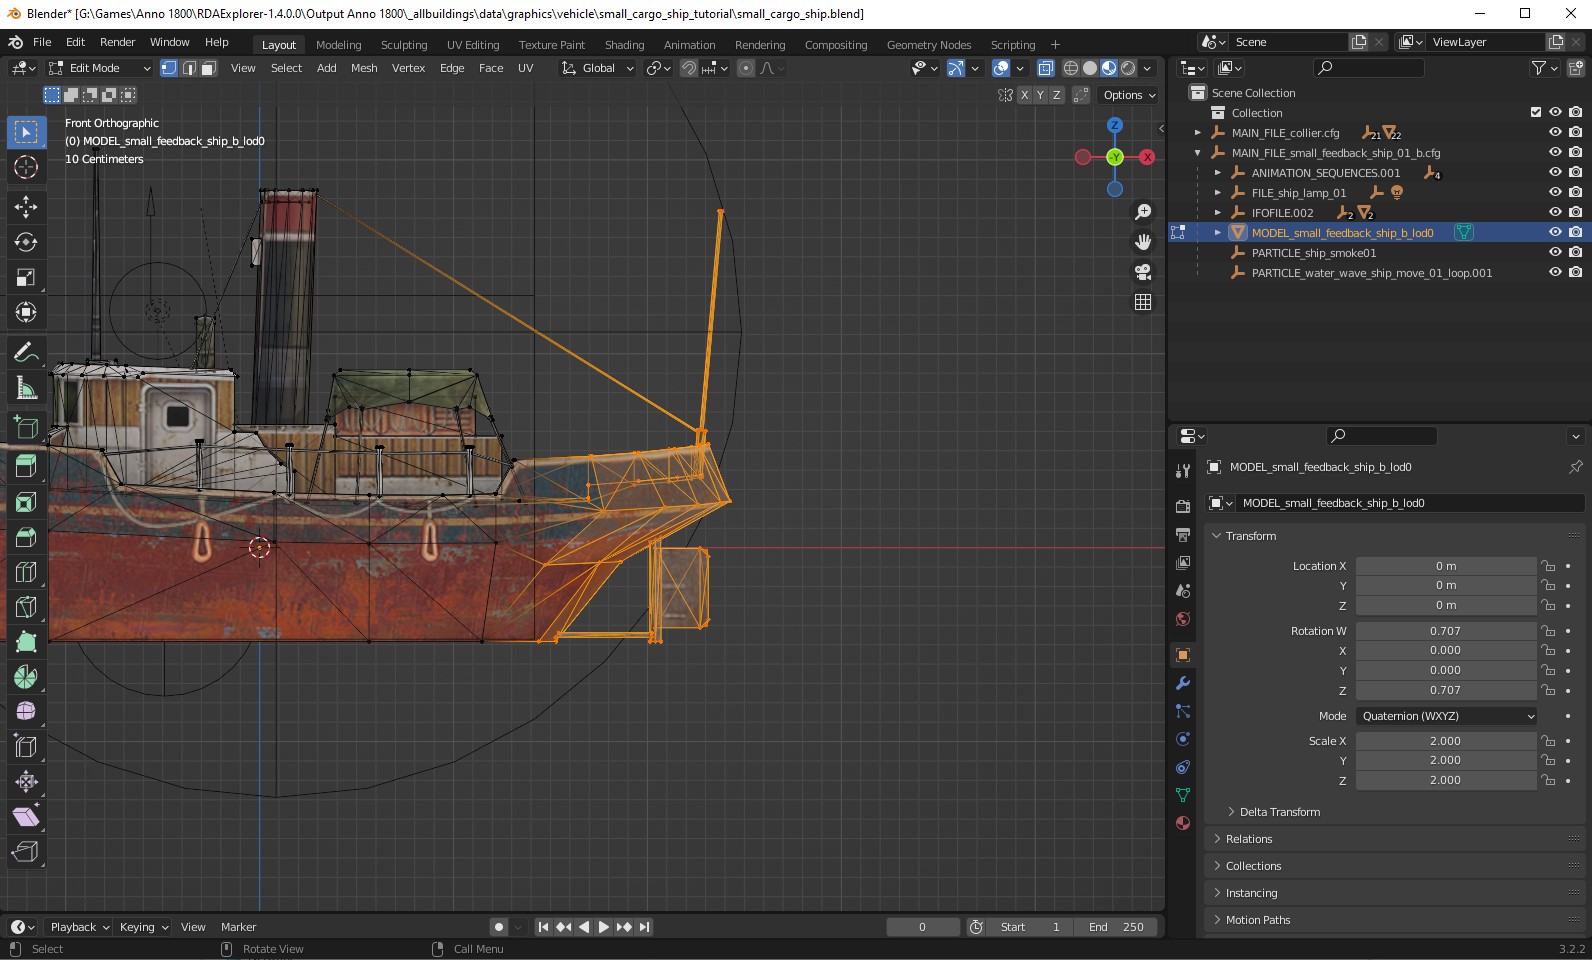 Blender* [G:\Games\Anno 1800\RDAExplorer-1.4.0.0\Output Anno 1800\_allbuildings\data\graphics\vehicle\small_cargo_ship_tutorial\small_cargo_ship.blend]
File Edit Render Window Help Layout Modeling Sculpting UV Editing Texture Paint Shading Animation Rendering Compositing Geometry Nodes Scripting + Scene ViewLayer
Edit Mode View Select Add Mesh Vertex Edge Face UV Global
X Y Z Options
Front Orthographic
(0) MODEL_small_feedback_ship_b_lod0
10 Centimeters
Z
-Y X
Scene Collection
Collection
MAIN_FILE_collier.cfg 21 22
MAIN_FILE_small_feedback_ship_01_b.cfg
ANIMATION_SEQUENCES.001 4
FILE_ship_lamp_01
IFOFILE.002 2 2
MODEL_small_feedback_ship_b_lod0
PARTICLE_ship_smoke01
PARTICLE_water_wave_ship_move_01_loop.001
MODEL_small_feedback_ship_b_lod0
MODEL_small_feedback_ship_b_lod0
Transform
Location X 0 m
Y 0 m
Z 0 m
Rotation W 0.707
X 0.000
Y 0.000
Z 0.707
Mode Quaternion (WXYZ)
Scale X 2.000
Y 2.000
Z 2.000
Delta Transform
Relations
Collections
Instancing
Motion Paths
Playback Keying View Marker 0 Start 1 End 250
Select Rotate View Call Menu 3.2.2